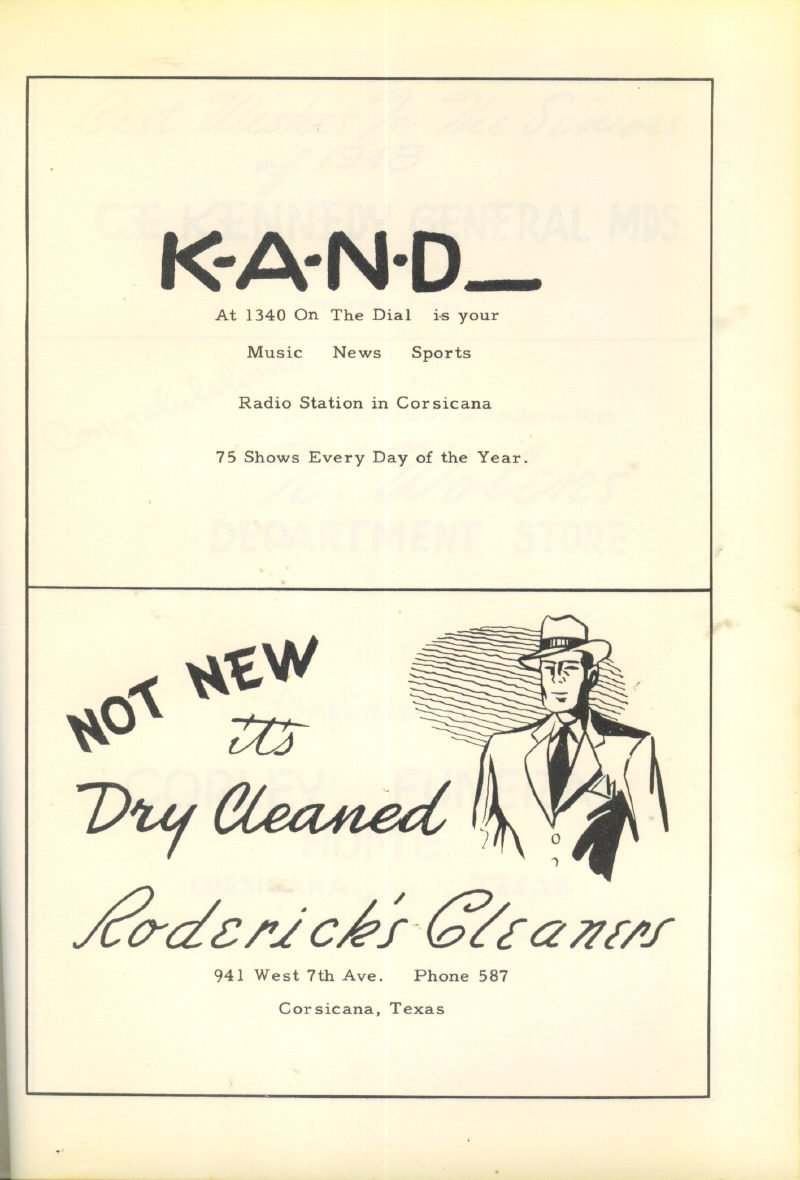 K-A-N-D
At 1340 On The Dial is your
Music News Sports
Radio Station in Corsicana
75 Shows Every Day of the Year.
NOT NEW
it's
Dry Cleaned
Roderick's Cleaners
941 West 7th Ave. Phone 587
Corsicana, Texas